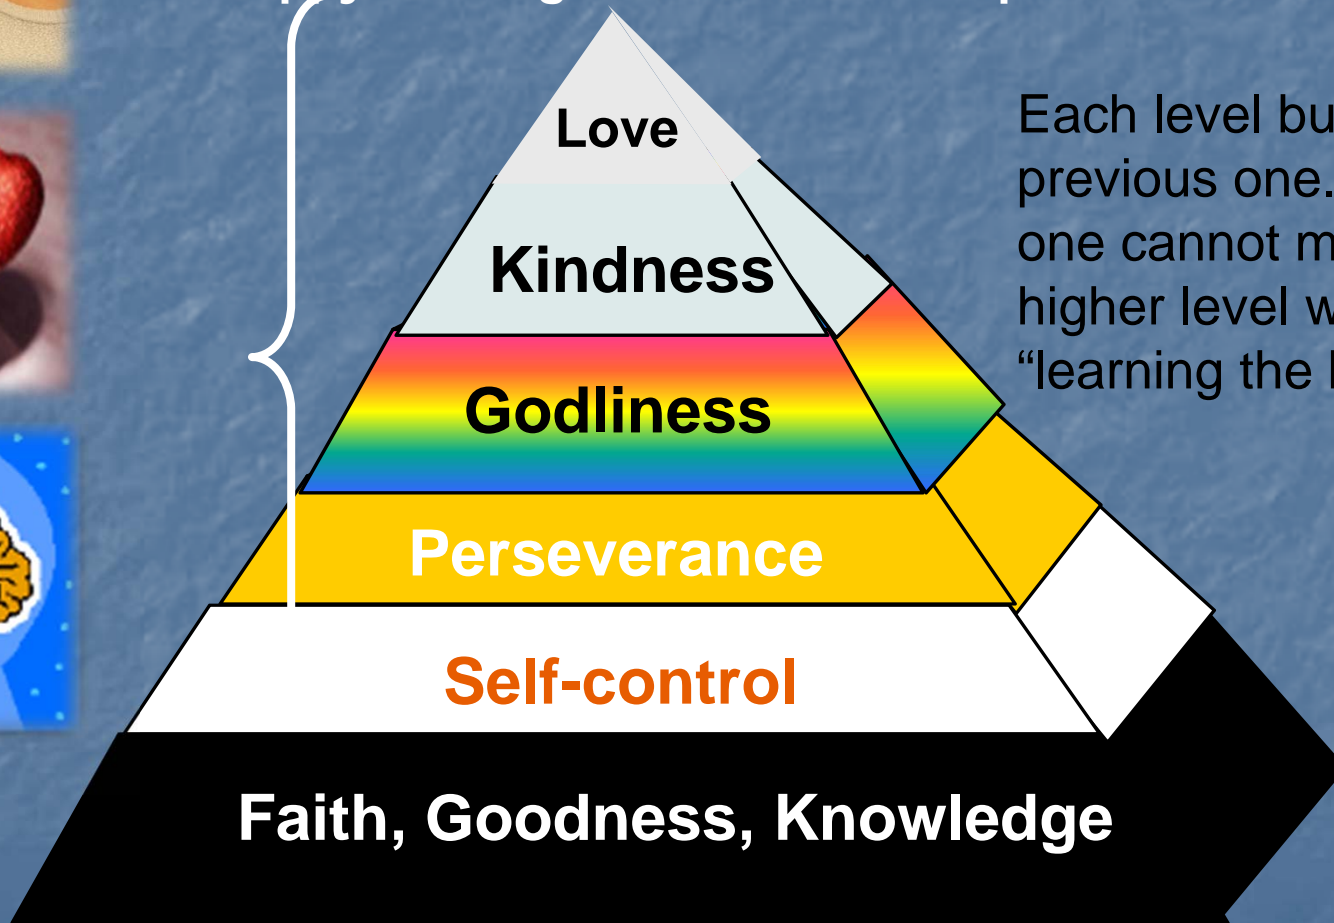 Love
Kindness
Godliness
Perseverance
Self-control
Faith, Goodness, Knowledge
Each level
previous one.
one cannot
higher level
“learning the